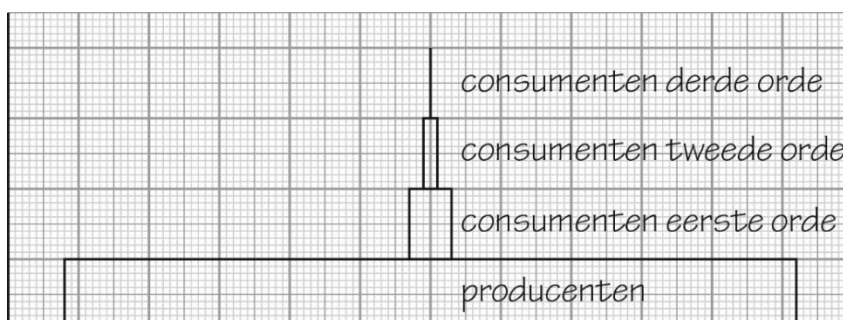 consumenten derde orde
consumenten tweede orde
consumenten eerste orde
producenten